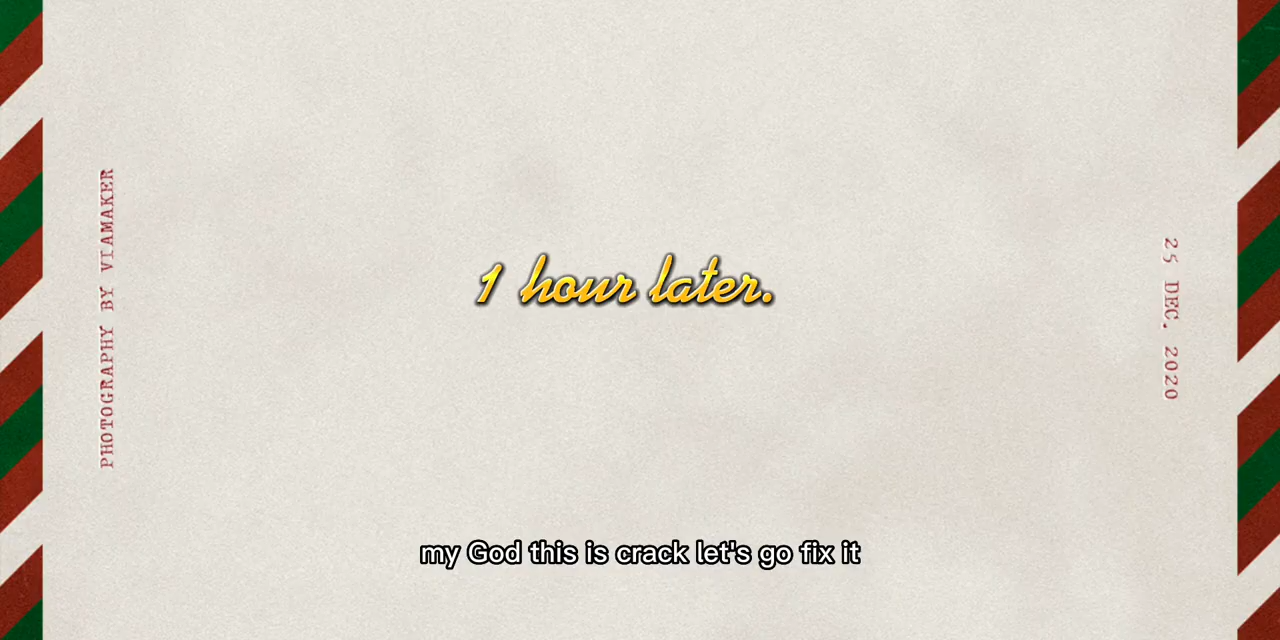 PHOTOGRAPHY BY VIAMAKER
1 hour later.
25 DEC. 2020
my God this is crack let's go fix it